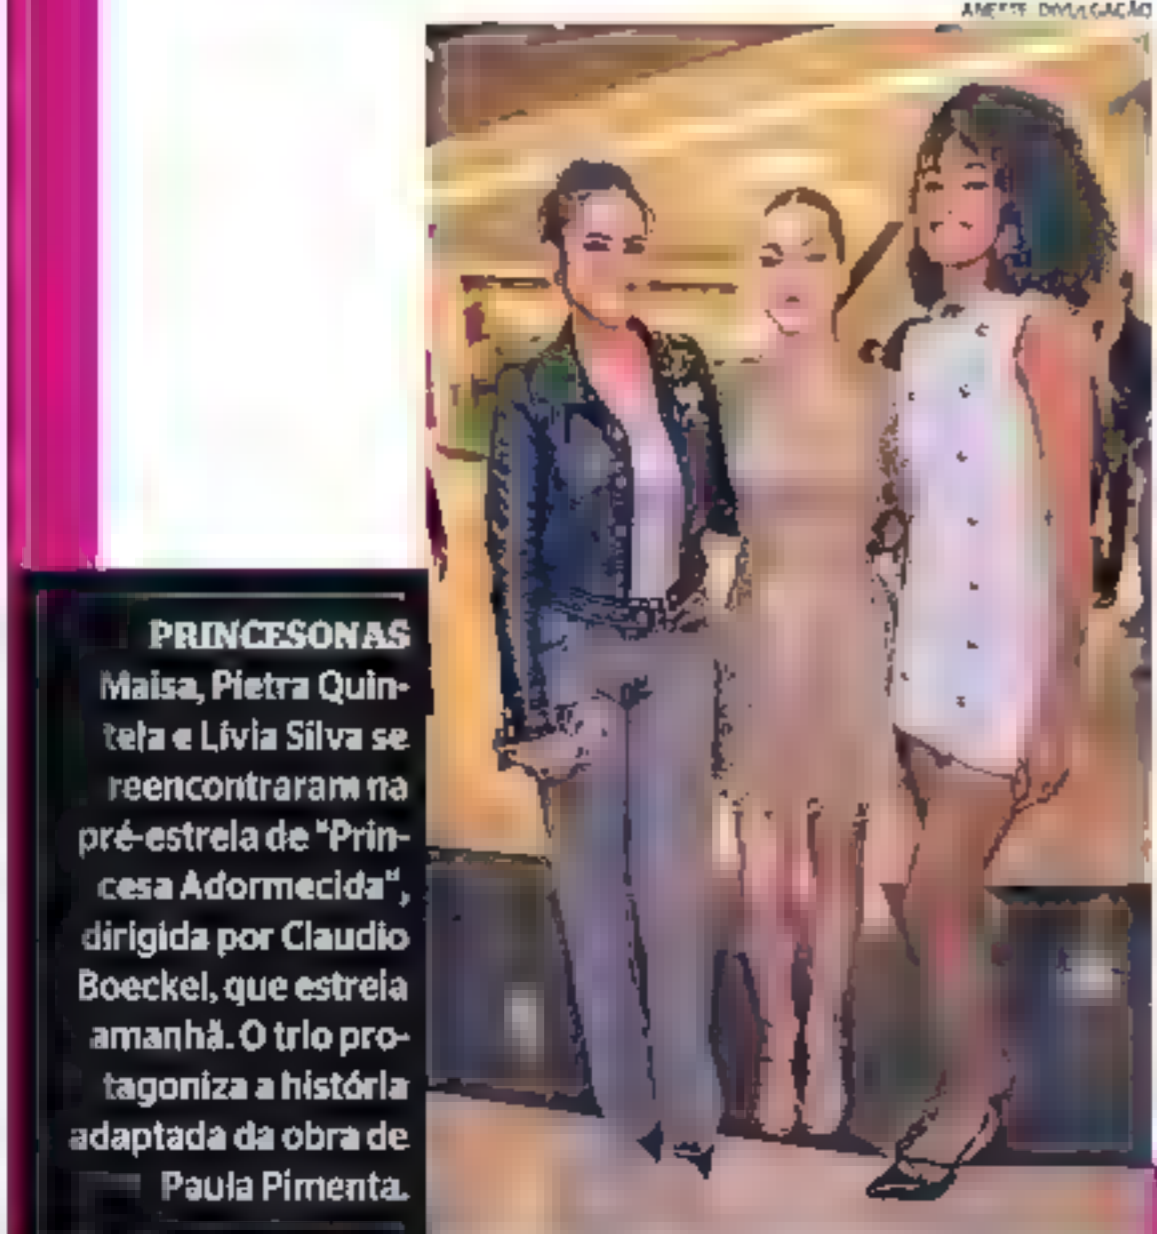 DIVULGAÇÃO
PRINCESONAS
Maisa, Pietra Quin-
tela e Lívia Silva se
reencontraram na
pré-estreia de "Prin-
cesa Adormecida",
dirigida por Claudio
Boeckel, que estreia
amanhã. O trio pro-
tagoniza a história
adaptada da obra de
Paula Pimenta.